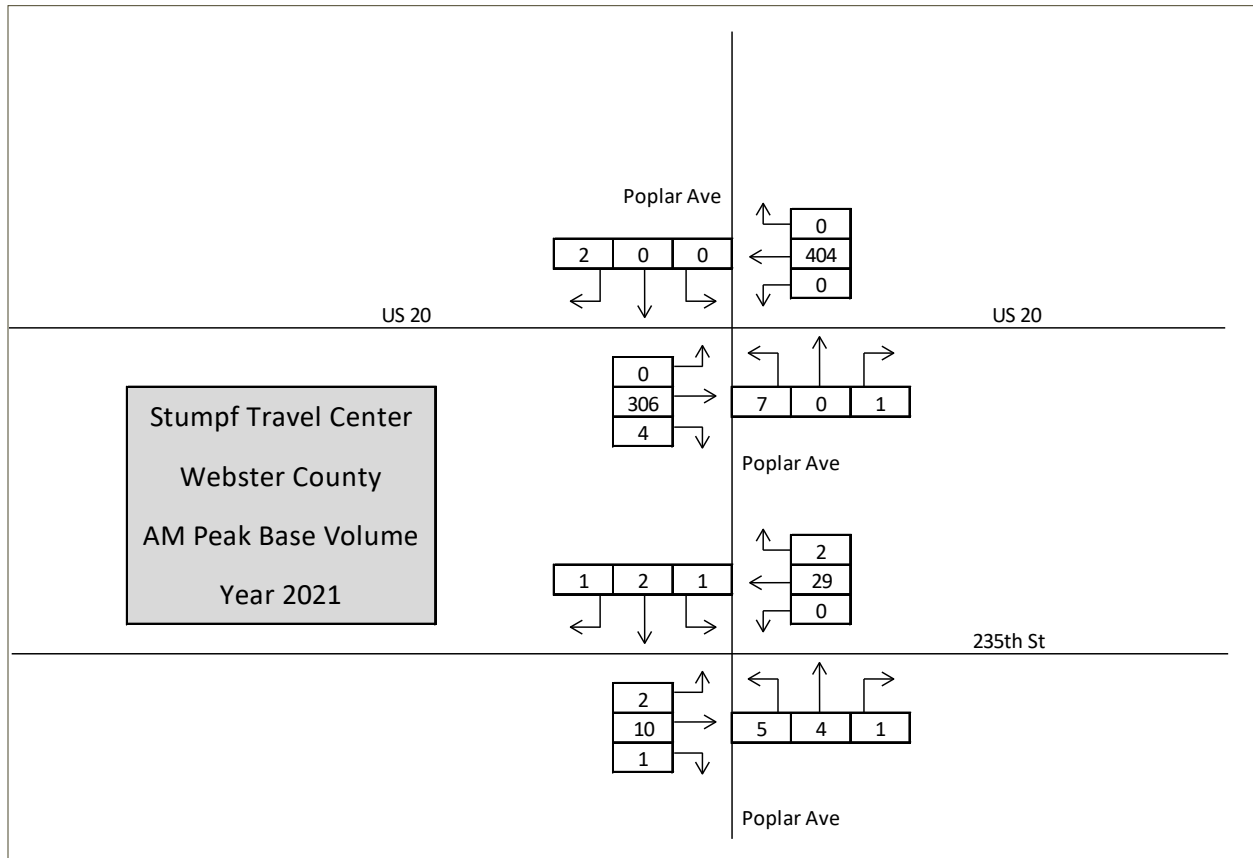 Poplar Ave
0
2 0 0
404
0
US 20
US 20
0
306
7 0 1
4
Stumpf Travel Center
Webster County
AM Peak Base Volume
Year 2021
Poplar Ave
2
1 2 1
29
0
235th St
2
10
5 4 1
1
Poplar Ave